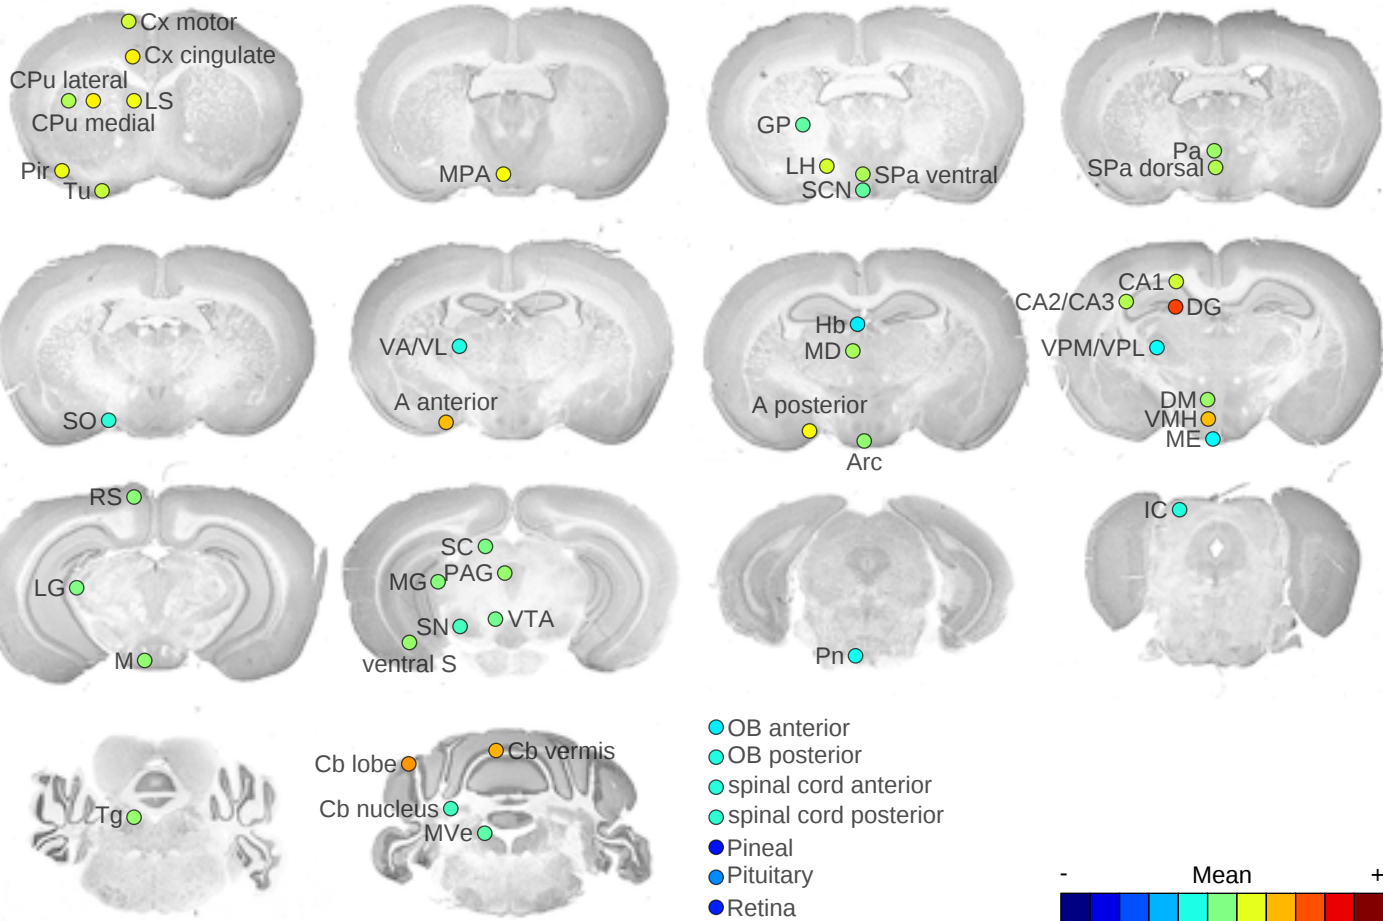 Cx motor
Cx cingulate
CPu lateral
LS
CPu medial
Pir
Tu
MPA
GP
LH
SPa ventral
SCN
Pa
SPa dorsal
SO
VA/VL
A anterior
Hb
MD
A posterior
Arc
CA1
CA2/CA3
DG
VPM/VPL
DM
VMH
ME
RS
LG
M
SC
MG
PAG
SN
VTA
ventral S
Pn
IC
Tg
Cb lobe
Cb vermis
Cb nucleus
MVe
OB anterior
OB posterior
spinal cord anterior
spinal cord posterior
Pineal
Pituitary
Retina
- Mean +